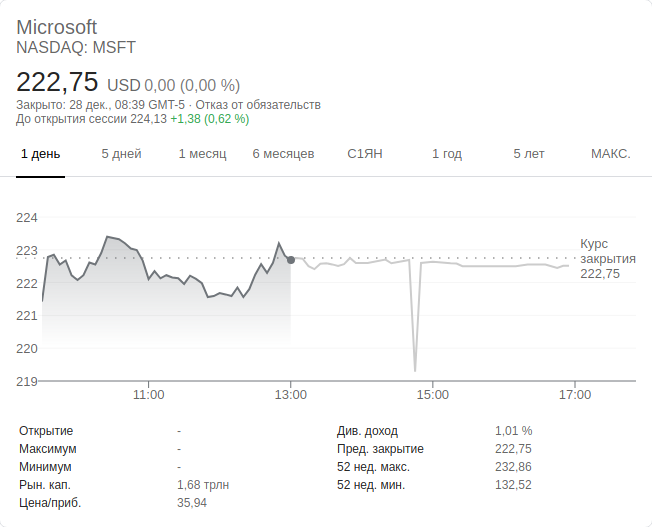 Microsoft
NASDAQ: MSFT
222,75 USD 0,00 (0,00 %)
Закрыто: 28 дек., 08:39 GMT-5 · Отказ от обязательств
До открытия сессии 224,13 +1,38 (0,62 %)
1 день 5 дней 1 месяц 6 месяцев С1ЯН 1 год 5 лет МАКС.
224
223
222
221
220
219
Курс
закрытия
222,75
11:00 13:00 15:00 17:00
Открытие - Див. доход 1,01 %
Максимум - Пред. закрытие 222,75
Минимум - 52 нед. макс. 232,86
Рын. кап. 1,68 трлн 52 нед. мин. 132,52
Цена/приб. 35,94